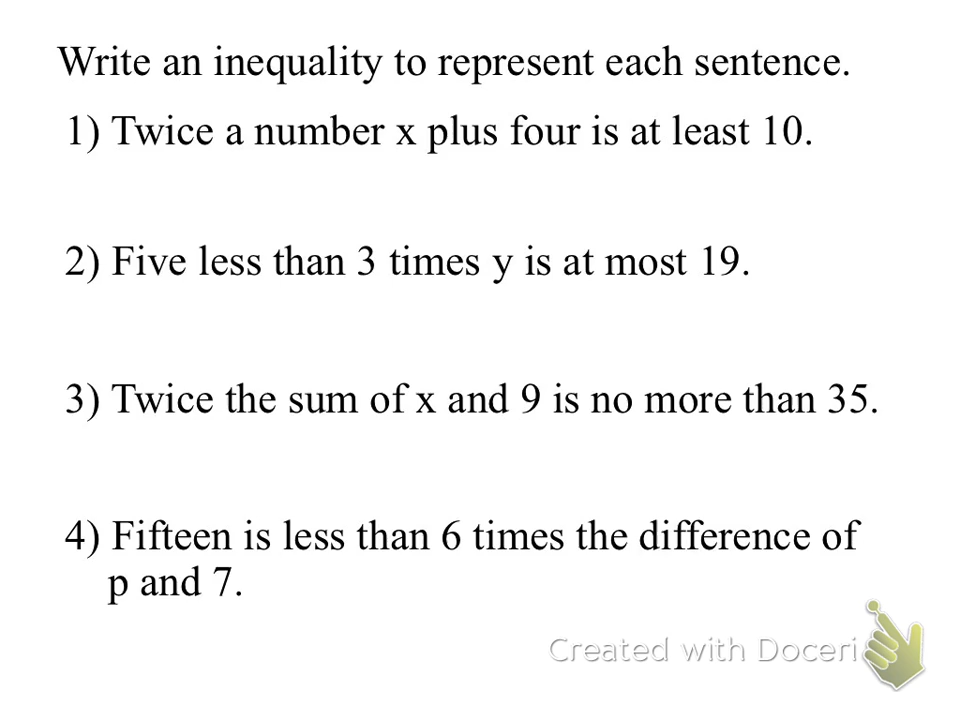 Write an inequality to represent each sentence.
1) Twice a number x plus four is at least 10.
2) Five less than 3 times y is at most 19.
3) Twice the sum of x and 9 is no more than 35.
4) Fifteen is less than 6 times the difference of
p and 7.
Created with Doceri